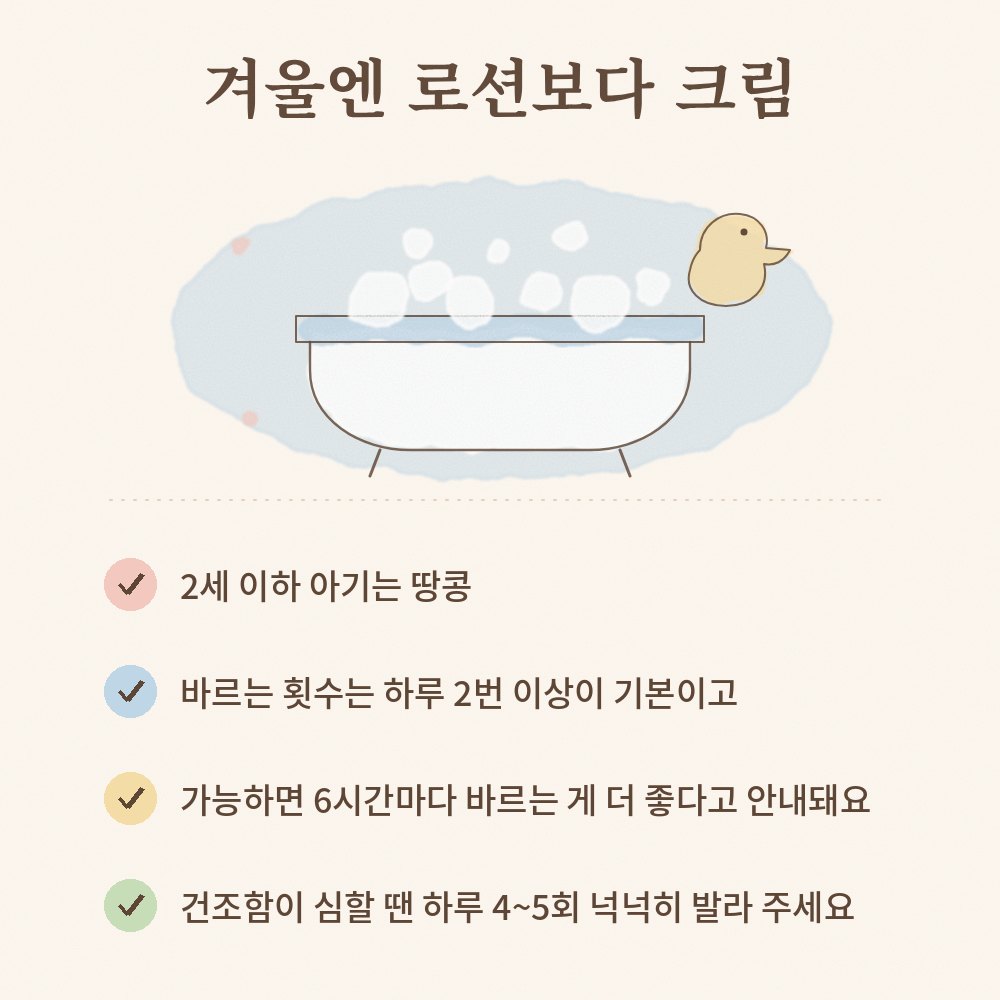 겨울엔 로션보다 크림
2세 이하 아기는 땅콩
바르는 횟수는 하루 2번 이상이 기본이고
가능하면 6시간마다 바르는 게 더 좋다고 안내돼요
건조함이 심할 땐 하루 4~5회 넉넉히 발라 주세요